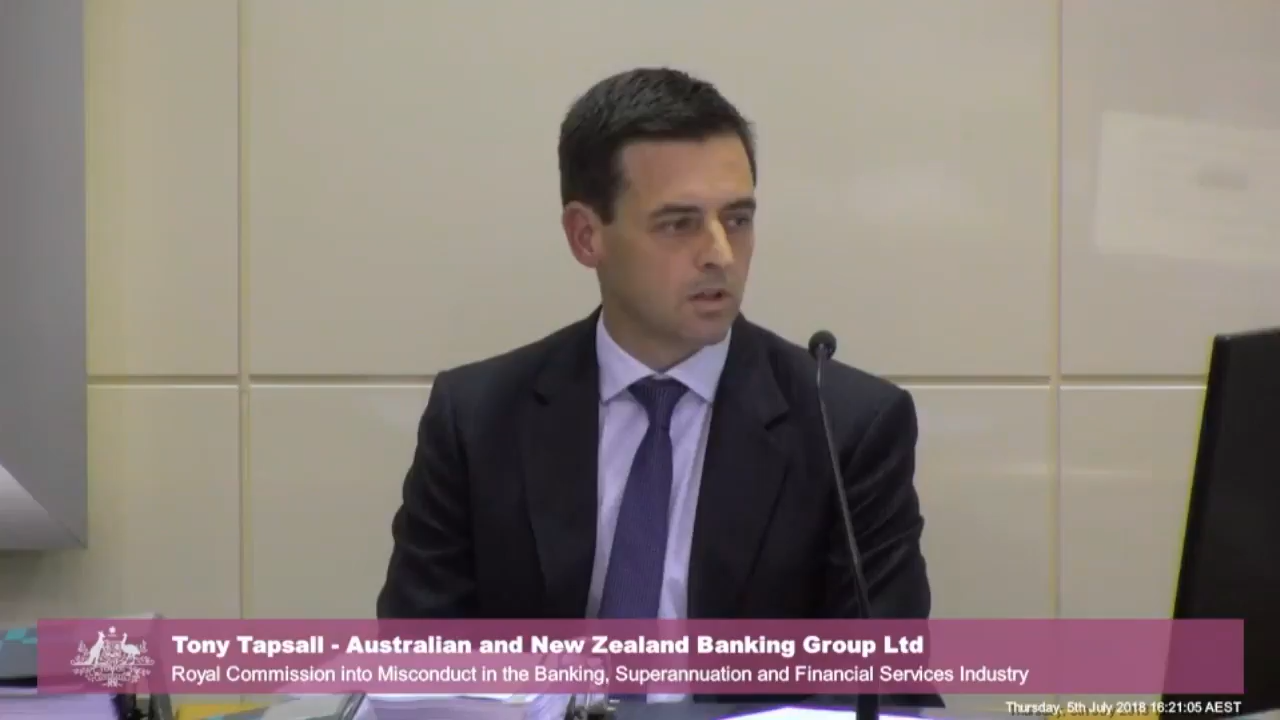 Tony Tapsall - Australian and New Zealand Banking Group Ltd
Royal Commission into Misconduct in the Banking, Superannuation and Financial Services Industry
Thursday, 5th July 2018 16:21:05 AEST